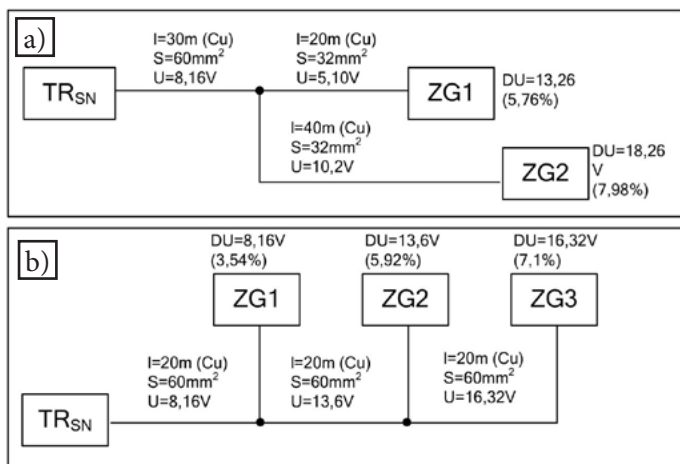 a)
l=30m (Cu)
S=60mm²
U=8,16V
l=20m (Cu)
S=32mm²
U=5,10V
TRSN
ZG1
DU=13,26
(5,76%)
l=40m (Cu)
S=32mm²
U=10,2V
ZG2
DU=18,26
V
(7,98%)
b)
DU=8,16V
(3,54%)
DU=13,6V
(5,92%)
DU=16,32V
(7,1%)
ZG1
ZG2
ZG3
l=20m (Cu)
S=60mm²
U=8,16V
l=20m (Cu)
S=60mm²
U=13,6V
l=20m (Cu)
S=60mm²
U=16,32V
TRSN